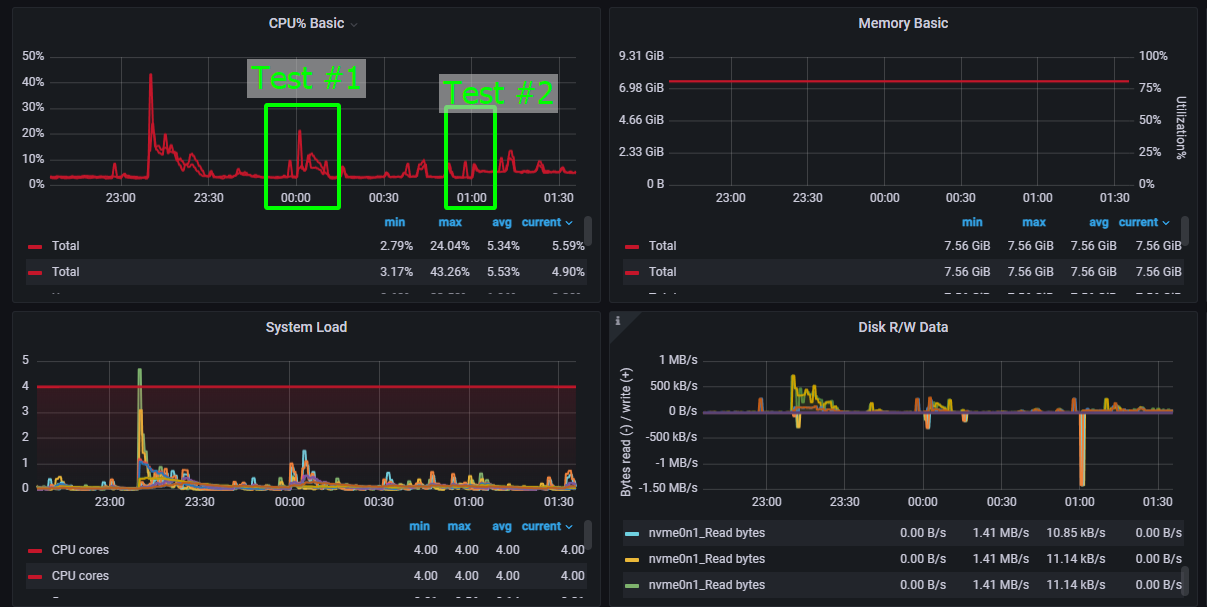 CPU% Basic
50%
40%
30%
20%
10%
0%
Test #1
Test #2
23:00 23:30 00:00 00:30 01:00 01:30
min max avg current
Total 2.79% 24.04% 5.34% 5.59%
Total 3.17% 43.26% 5.53% 4.90%
Memory Basic
9.31 GiB
6.98 GiB
4.66 GiB
2.33 GiB
0 B
100%
75%
50%
25%
0%
Utilization%
23:00 23:30 00:00 00:30 01:00 01:30
min max avg current
Total 7.56 GiB 7.56 GiB 7.56 GiB 7.56 GiB
Total 7.56 GiB 7.56 GiB 7.56 GiB 7.56 GiB
System Load
5
4
3
2
1
0
23:00 23:30 00:00 00:30 01:00 01:30
min max avg current
CPU cores 4.00 4.00 4.00 4.00
CPU cores 4.00 4.00 4.00 4.00
i
Disk R/W Data
Bytes read (-) / write (+)
1 MB/s
500 kB/s
0 B/s
-500 kB/s
-1 MB/s
-1.50 MB/s
23:00 23:30 00:00 00:30 01:00 01:30
nvme0n1_Read bytes 0.00 B/s 1.41 MB/s 10.85 kB/s 0.00 B/s
nvme0n1_Read bytes 0.00 B/s 1.41 MB/s 11.14 kB/s 0.00 B/s
nvme0n1_Read bytes 0.00 B/s 1.41 MB/s 11.14 kB/s 0.00 B/s